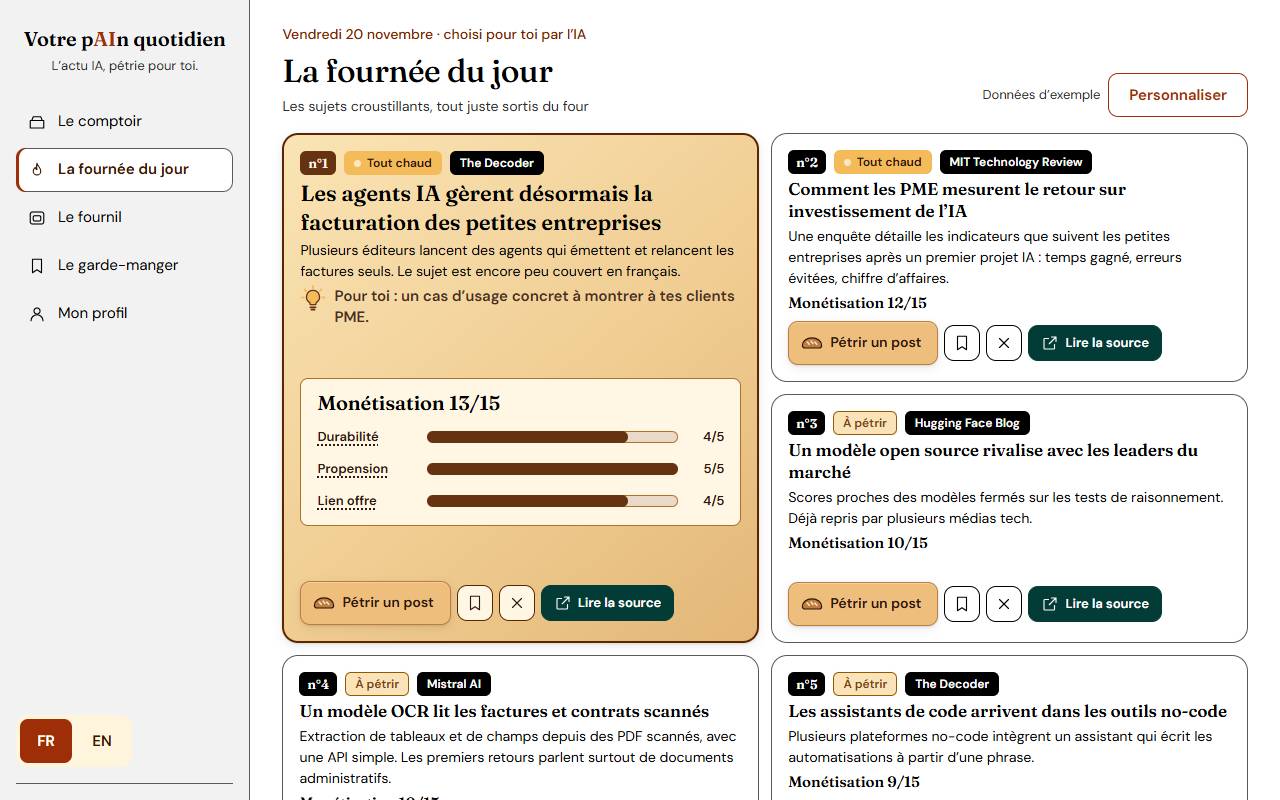 Votre pAIn quotidien
L’actu IA, pétrie pour toi.
Le comptoir
La fournée du jour
Le fournil
Le garde-manger
Mon profil
FR
EN
Vendredi 20 novembre · choisi pour toi par l’IA
La fournée du jour
Les sujets croustillants, tout juste sortis du four
Données d’exemple
Personnaliser
n°1
Tout chaud
The Decoder
Les agents IA gèrent désormais la
facturation des petites entreprises
Plusieurs éditeurs lancent des agents qui émettent et relancent les
factures seuls. Le sujet est encore peu couvert en français.
Pour toi : un cas d’usage concret à montrer à tes clients
PME.
Monétisation 13/15
Durabilité 4/5
Propension 5/5
Lien offre 4/5
Pétrir un post
Lire la source
n°2
Tout chaud
MIT Technology Review
Comment les PME mesurent le retour sur
investissement de l’IA
Une enquête détaille les indicateurs que suivent les petites
entreprises après un premier projet IA : temps gagné, erreurs
évitées, chiffre d’affaires.
Monétisation 12/15
Pétrir un post
Lire la source
n°3
À pétrir
Hugging Face Blog
Un modèle open source rivalise avec les leaders du
marché
Scores proches des modèles fermés sur les tests de raisonnement.
Déjà repris par plusieurs médias tech.
Monétisation 10/15
Pétrir un post
Lire la source
n°4
À pétrir
Mistral AI
Un modèle OCR lit les factures et contrats scannés
Extraction de tableaux et de champs depuis des PDF scannés, avec
une API simple. Les premiers retours parlent surtout de documents
administratifs.
n°5
À pétrir
The Decoder
Les assistants de code arrivent dans les outils no-code
Plusieurs plateformes no-code intègrent un assistant qui écrit les
automatisations à partir d’une phrase.
Monétisation 9/15